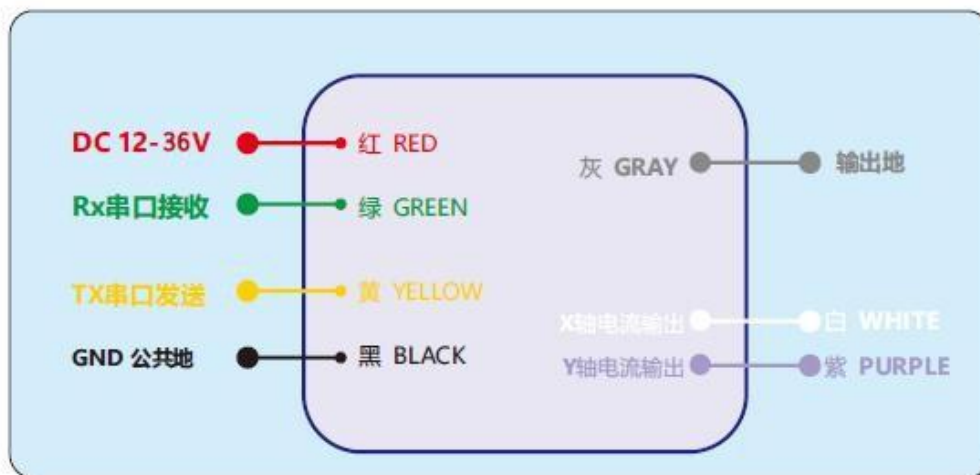 DC 12-36V 红 RED
Rx串口接收 绿 GREEN
TX串口发送 黄 YELLOW
GND 公共地 黑 BLACK
灰 GRAY 输出地
X轴电流输出 白 WHITE
Y轴电流输出 紫 PURPLE